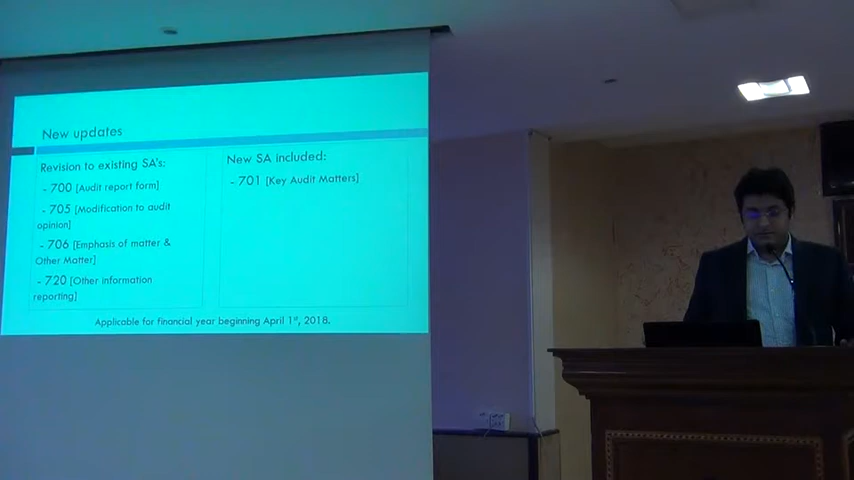 New updates
Revision to existing SA's:
- 700 [Audit report form]
- 705 [Modification to audit
opinion]
- 706 [Emphasis of matter &
Other Matter]
- 720 [Other information
reporting]
New SA included:
- 701 [Key Audit Matters]
Applicable for financial year beginning April 1st, 2018.